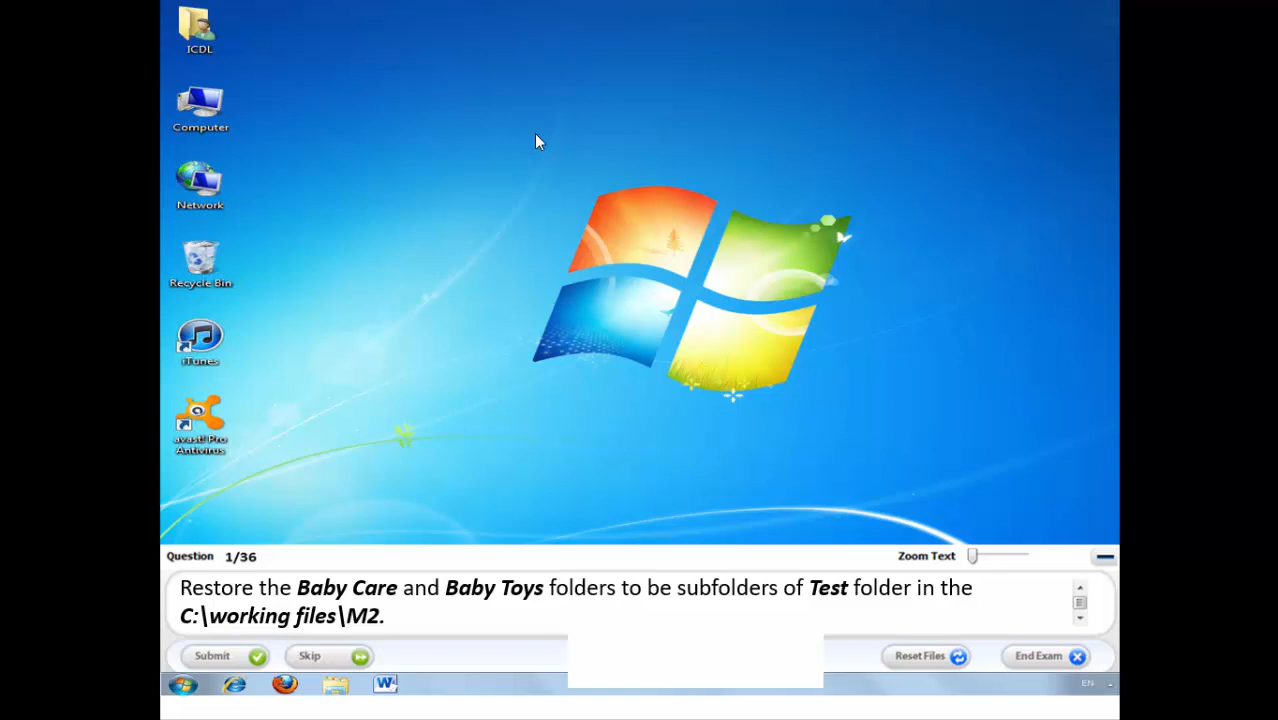 ICDL
Computer
Network
Recycle Bin
iTunes
avast! Pro
Antivirus
Question 1/36
Zoom Text
Restore the Baby Care and Baby Toys folders to be subfolders of Test folder in the
C:\working files\M2.
Submit
Skip
Reset Files
End Exam
W
EN